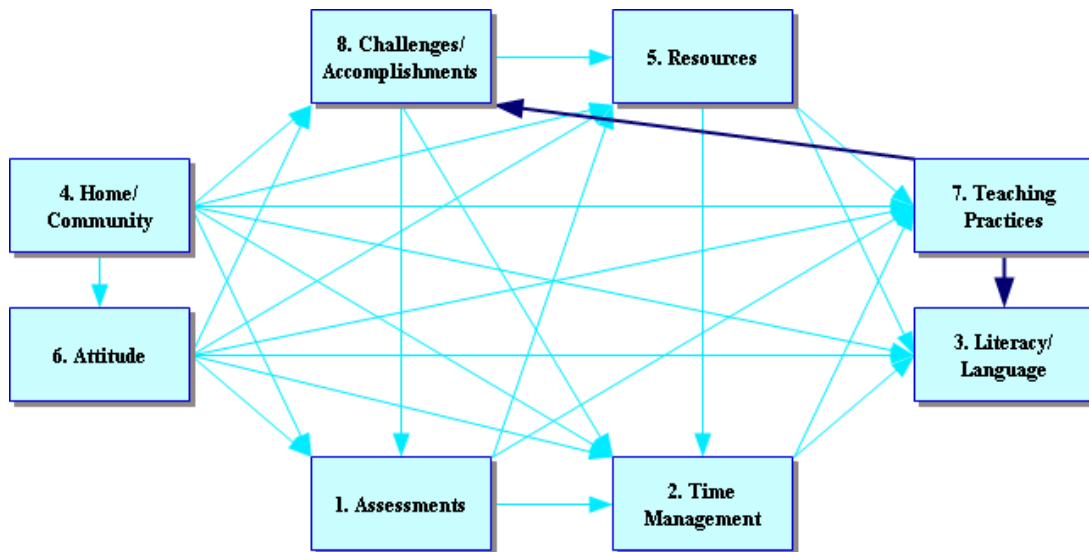 8. Challenges/
Accomplishments
5. Resources
4. Home/
Community
7. Teaching
Practices
6. Attitude
3. Literacy/
Language
1. Assessments
2. Time
Management